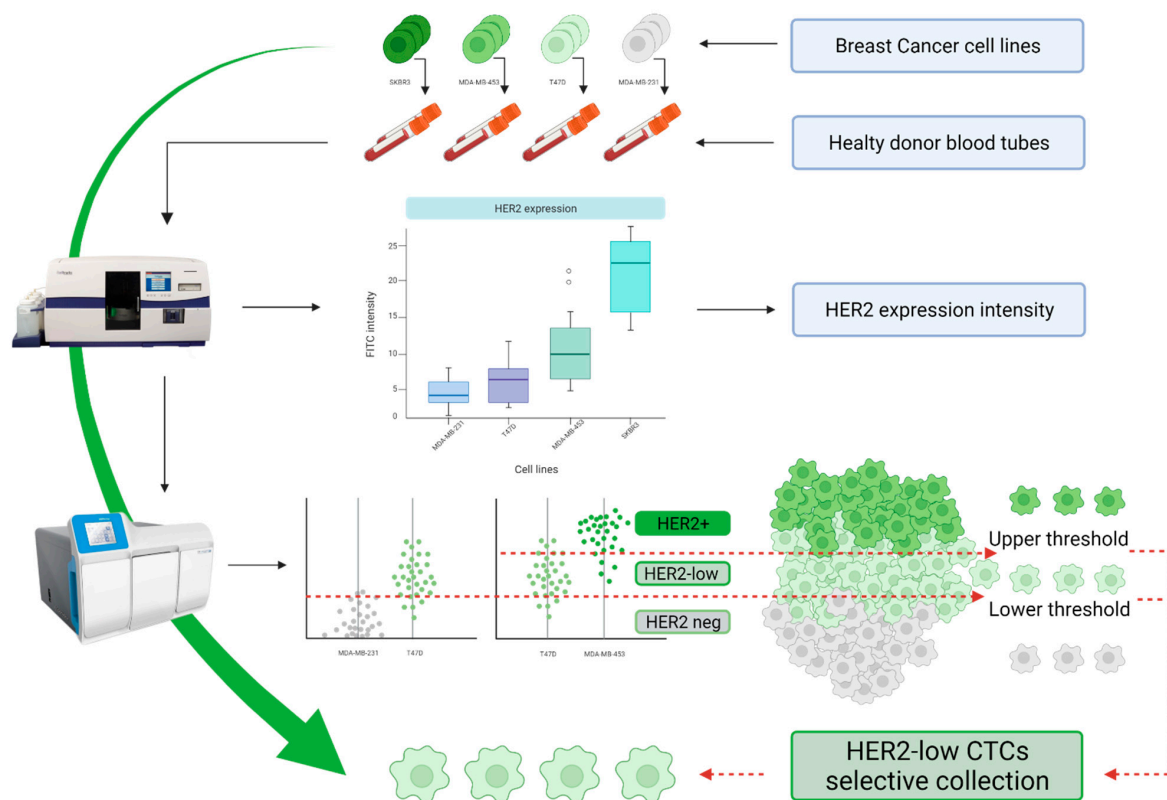 Breast Cancer cell lines
SKBR3
MDA-MB-453
T47D
MDA-MB-231
Healty donor blood tubes
HER2 expression
FITC intensity
25
20
15
10
5
0
MDA-MB-231
T47D
MDA-MB-453
SKBR3
Cell lines
HER2 expression intensity
HER2+
HER2-low
HER2 neg
MDA-MB-231
T47D
T47D
MDA-MB-453
Upper threshold
Lower threshold
HER2-low CTCs
selective collection